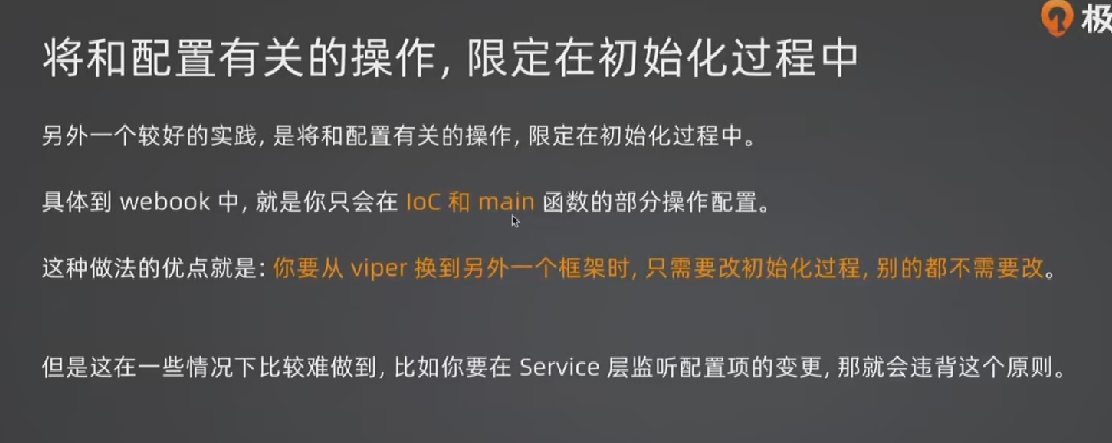 极
将和配置有关的操作, 限定在初始化过程中
另外一个较好的实践, 是将和配置有关的操作, 限定在初始化过程中。
具体到 webook 中, 就是你只会在 IoC 和 main 函数的部分操作配置。
这种做法的优点就是: 你要从 viper 换到另外一个框架时, 只需要改初始化过程, 别的都不需要改。
但是这在一些情况下比较难做到, 比如你要在 Service 层监听配置项的变更, 那就会违背这个原则。